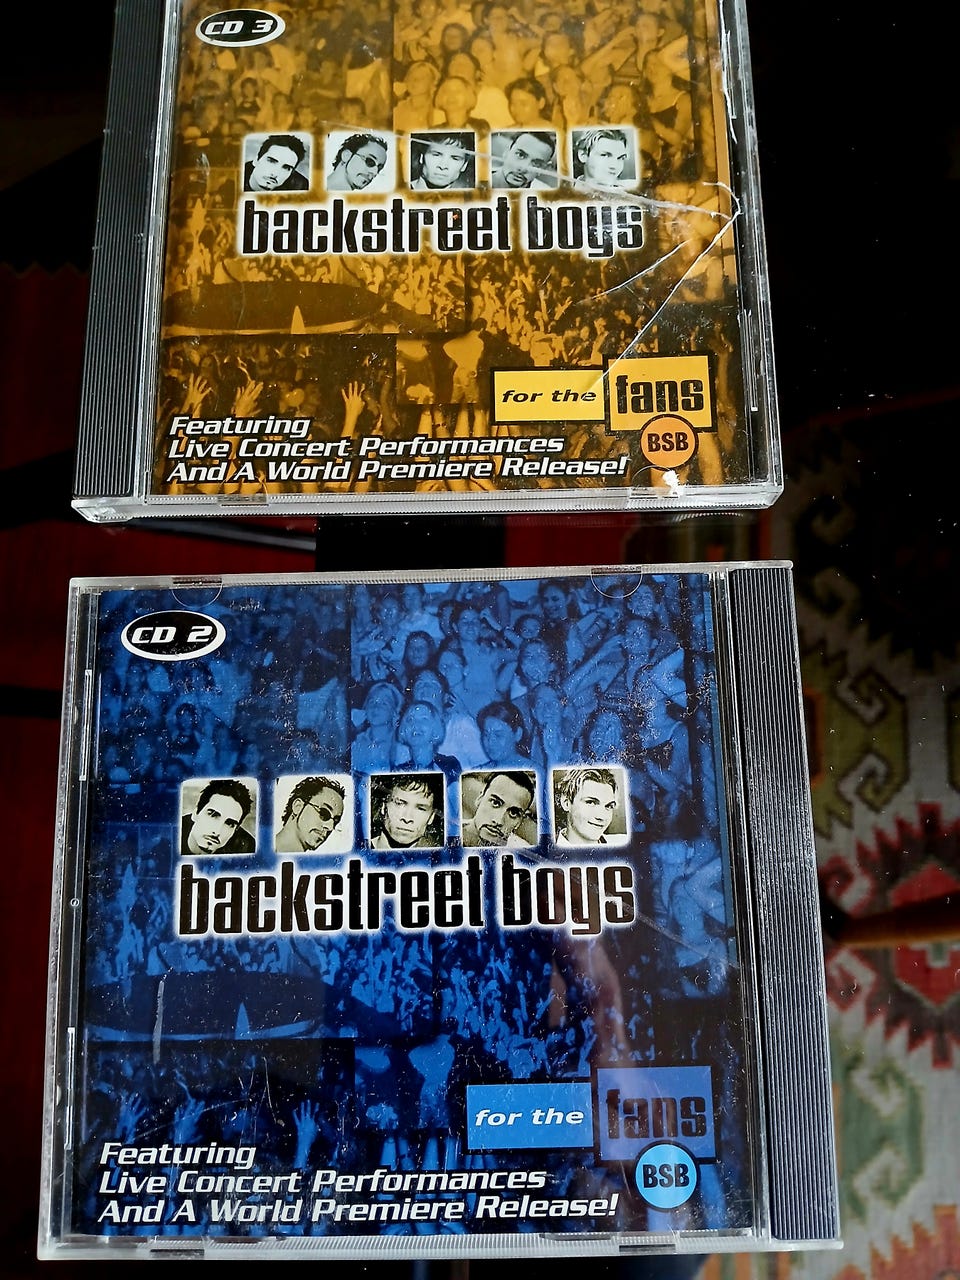 CD 3
backstreet boys
for the fans
BSB
Featuring
Live Concert Performances
And A World Premiere Release!
CD 2
backstreet boys
for the fans
BSB
Featuring
Live Concert Performances
And A World Premiere Release!